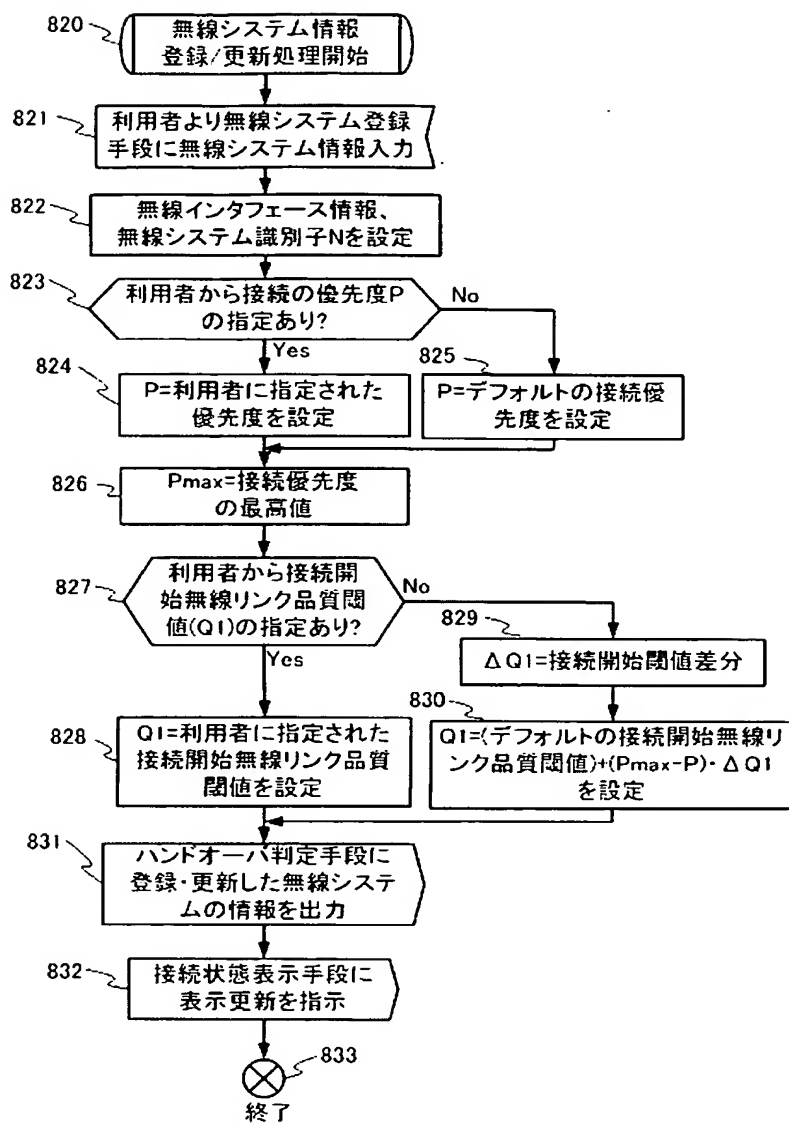 820
無線システム情報
登録/更新処理開始
821
利用者より無線システム登録
手段に無線システム情報入力
822
無線インタフェース情報、
無線システム識別子Nを設定
823
利用者から接続の優先度P
の指定あり?
No
Yes
824
P=利用者に指定された
優先度を設定
825
P=デフォルトの接続優
先度を設定
826
Pmax=接続優先度
の最高値
827
利用者から接続開
始無線リンク品質閾
値(Q1)の指定あり?
No
Yes
829
ΔQ1=接続開始閾値差分
828
Q1=利用者に指定された
接続開始無線リンク品質
閾値を設定
830
Q1=(デフォルトの接続開始無線リ
ンク品質閾値)+(Pmax-P)・ΔQ1
を設定
831
ハンドオーバ判定手段に
登録・更新した無線システ
ムの情報を出力
832
接続状態表示手段に
表示更新を指示
833
終了